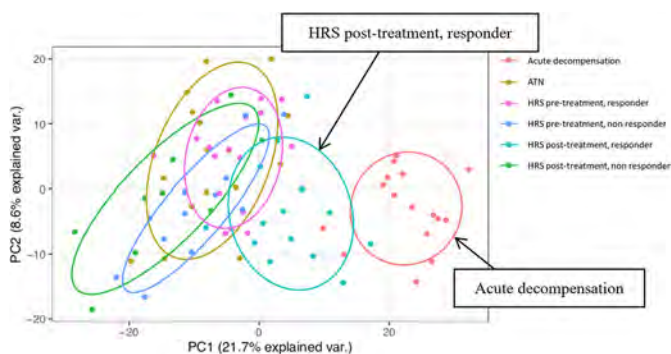 HRS post-treatment, responder
Acute decompensation
ATN
HRS pre-treatment, responder
HRS pre-treatment, non responder
HRS post-treatment, responder
HRS post-treatment, non responder
20
10
0
-10
-20
PC2 (8.6% explained var.)
Acute decompensation
-20
0
20
PC1 (21.7% explained var.)